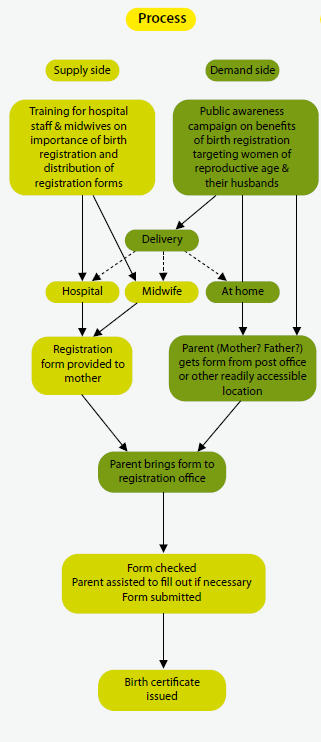 Process
Supply side
Demand side
Training for hospital
staff & midwives on
importance of birth
registration and
distribution of
registration forms
Public awareness
campaign on benefits
of birth registration
targeting women of
reproductive age &
their husbands
Delivery
Hospital
Midwife
At home
Registration
form provided to
mother
Parent (Mother? Father?)
gets form from post office
or other readily accessible
location
Parent brings form to
registration office
Form checked
Parent assisted to fill out if necessary
Form submitted
Birth certificate
issued